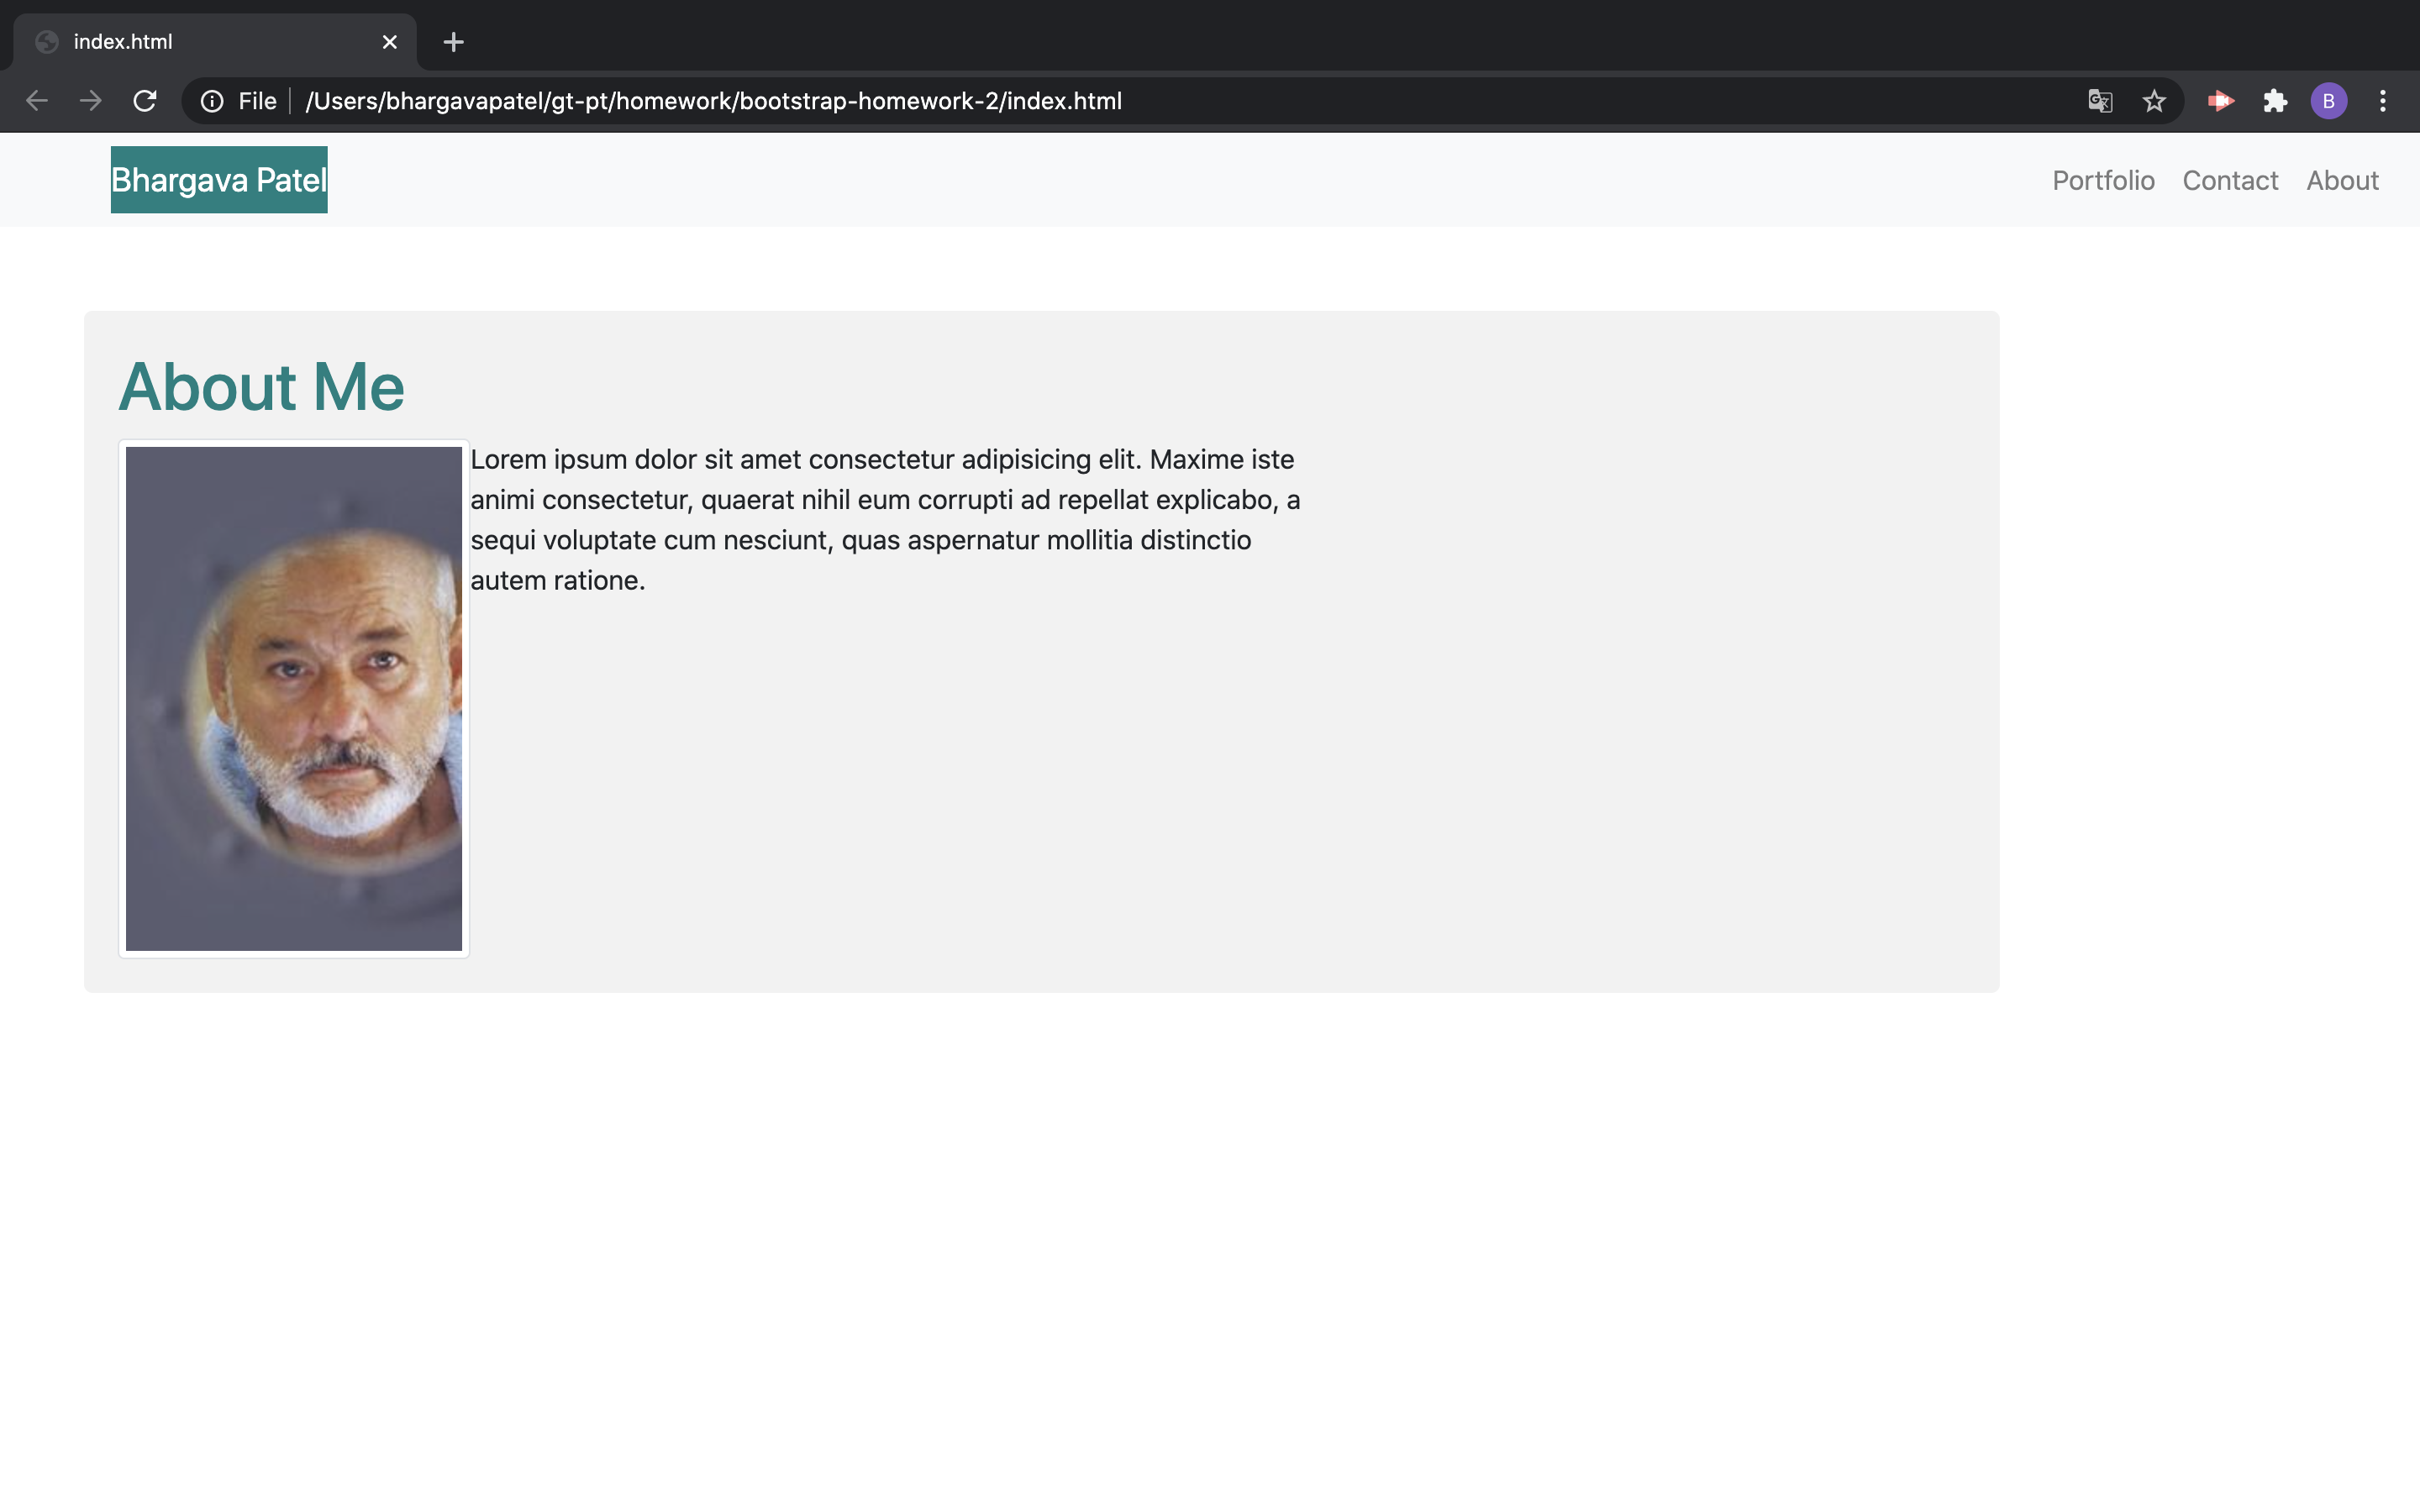 index.html
File /Users/bhargavapatel/gt-pt/homework/bootstrap-homework-2/index.html
B
Bhargava Patel
Portfolio Contact About
About Me
Lorem ipsum dolor sit amet consectetur adipisicing elit. Maxime iste
animi consectetur, quaerat nihil eum corrupti ad repellat explicabo, a
sequi voluptate cum nesciunt, quas aspernatur mollitia distinctio
autem ratione.